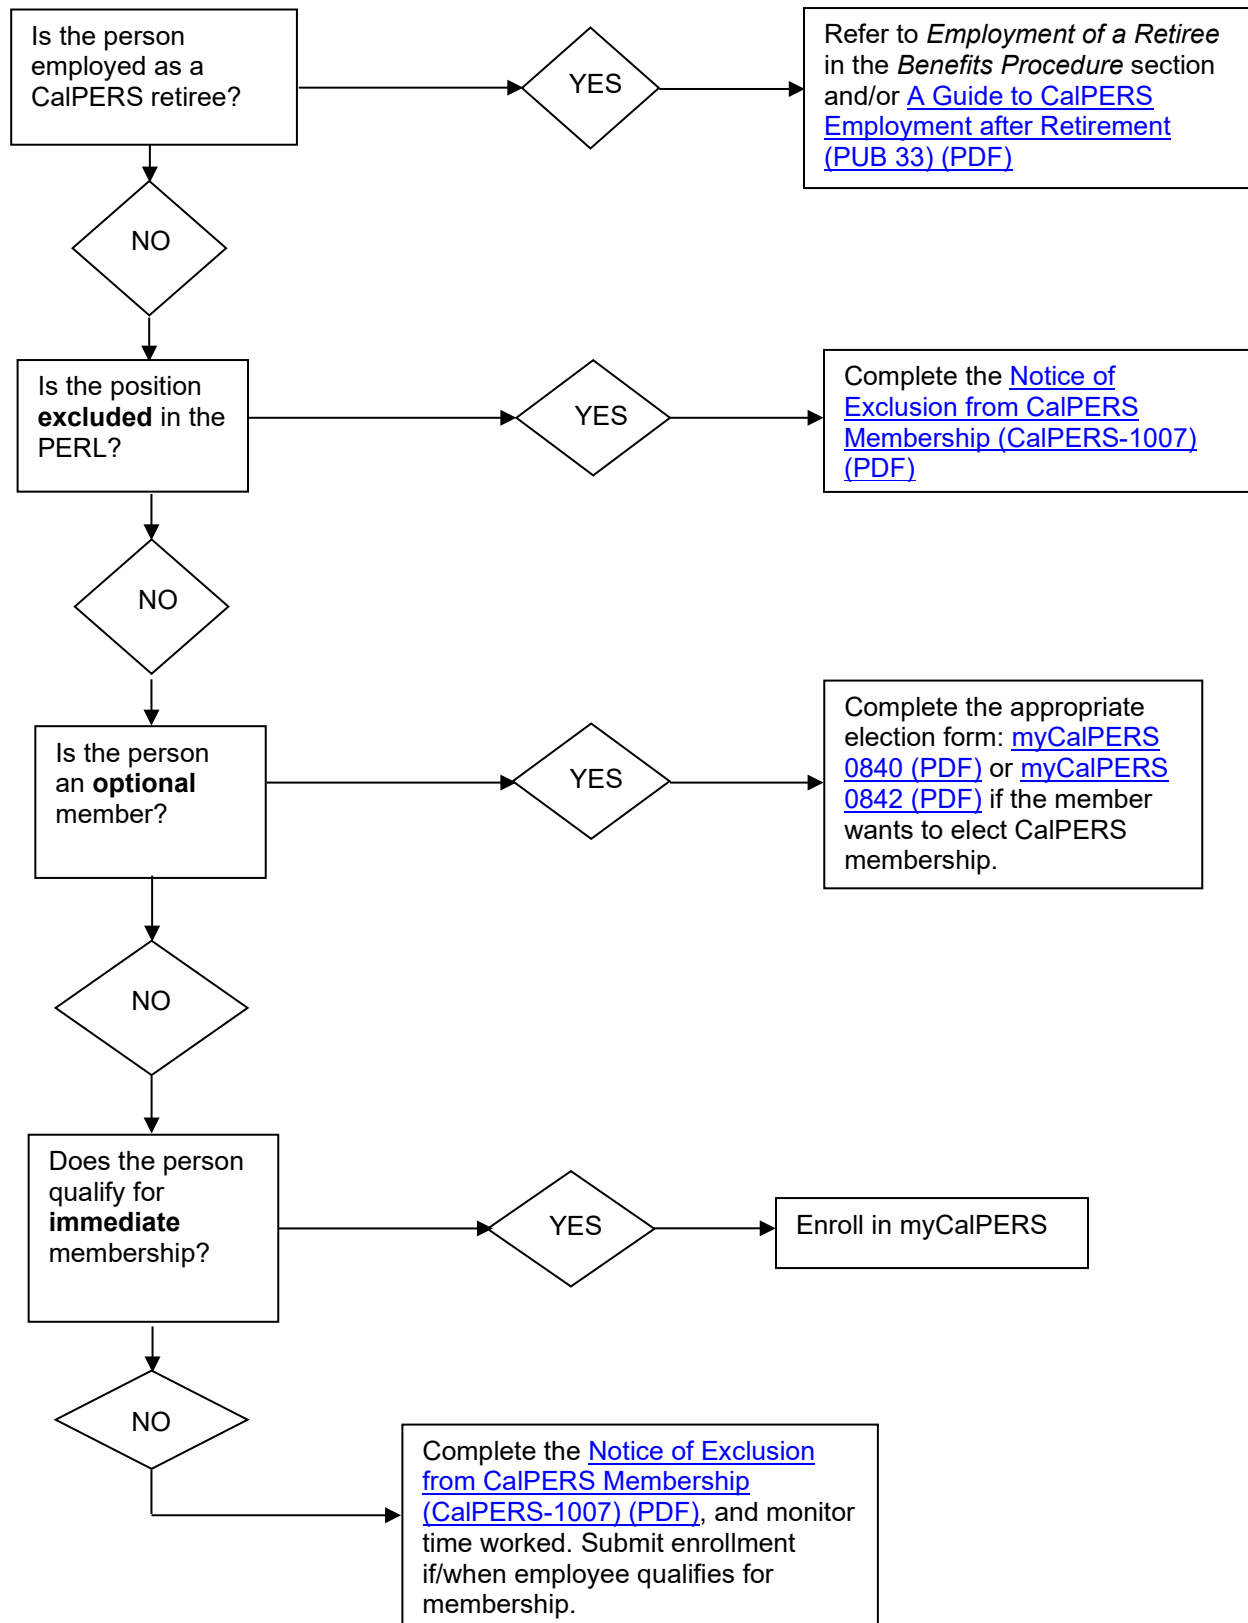 Is the person
employed as a
CalPERS retiree?
YES
Refer to Employment of a Retiree
in the Benefits Procedure section
and/or A Guide to CalPERS
Employment after Retirement
(PUB 33) (PDF)
NO
Is the position
excluded in the
PERL?
YES
Complete the Notice of
Exclusion from CalPERS
Membership (CalPERS-1007)
(PDF)
NO
Is the person
an optional
member?
YES
Complete the appropriate
election form: myCalPERS
0840 (PDF) or myCalPERS
0842 (PDF) if the member
wants to elect CalPERS
membership.
NO
Does the person
qualify for
immediate
membership?
YES
Enroll in myCalPERS
NO
Complete the Notice of Exclusion
from CalPERS Membership
(CalPERS-1007) (PDF), and monitor
time worked. Submit enrollment
if/when employee qualifies for
membership.